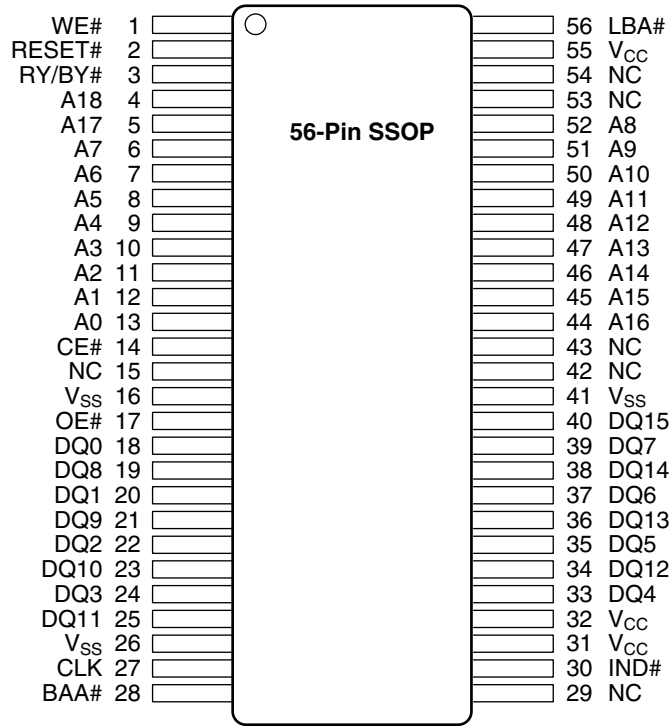 WE# 1
RESET# 2
RY/BY# 3
A18 4
A17 5
A7 6
A6 7
A5 8
A4 9
A3 10
A2 11
A1 12
A0 13
CE# 14
NC 15
VSS 16
OE# 17
DQ0 18
DQ8 19
DQ1 20
DQ9 21
DQ2 22
DQ10 23
DQ3 24
DQ11 25
VSS 26
CLK 27
BAA# 28
56-Pin SSOP
56 LBA#
55 VCC
54 NC
53 NC
52 A8
51 A9
50 A10
49 A11
48 A12
47 A13
46 A14
45 A15
44 A16
43 NC
42 NC
41 VSS
40 DQ15
39 DQ7
38 DQ14
37 DQ6
36 DQ13
35 DQ5
34 DQ12
33 DQ4
32 VCC
31 VCC
30 IND#
29 NC